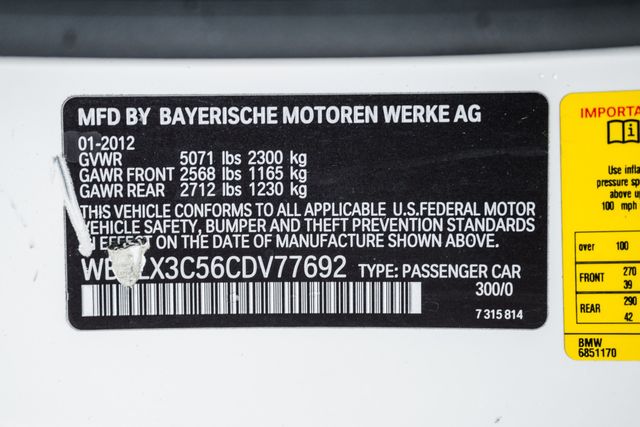 MFD BY BAYERISCHE MOTOREN WERKE AG
01-2012
GVWR 5071 lbs 2300 kg
GAWR FRONT 2568 lbs 1165 kg
GAWR REAR 2712 lbs 1230 kg
THIS VEHICLE CONFORMS TO ALL APPLICABLE U.S.FEDERAL MOTOR
VEHICLE SAFETY, BUMPER AND THEFT PREVENTION STANDARDS
IN EFFECT ON THE DATE OF MANUFACTURE SHOWN ABOVE.
TYPE: PASSENGER CAR
300/0
7 315 814
IMPORTA
i
Use infla
pressure sp
above u
100 mph
over 100
FRONT 270
39
REAR 290
42
BMW
6851170